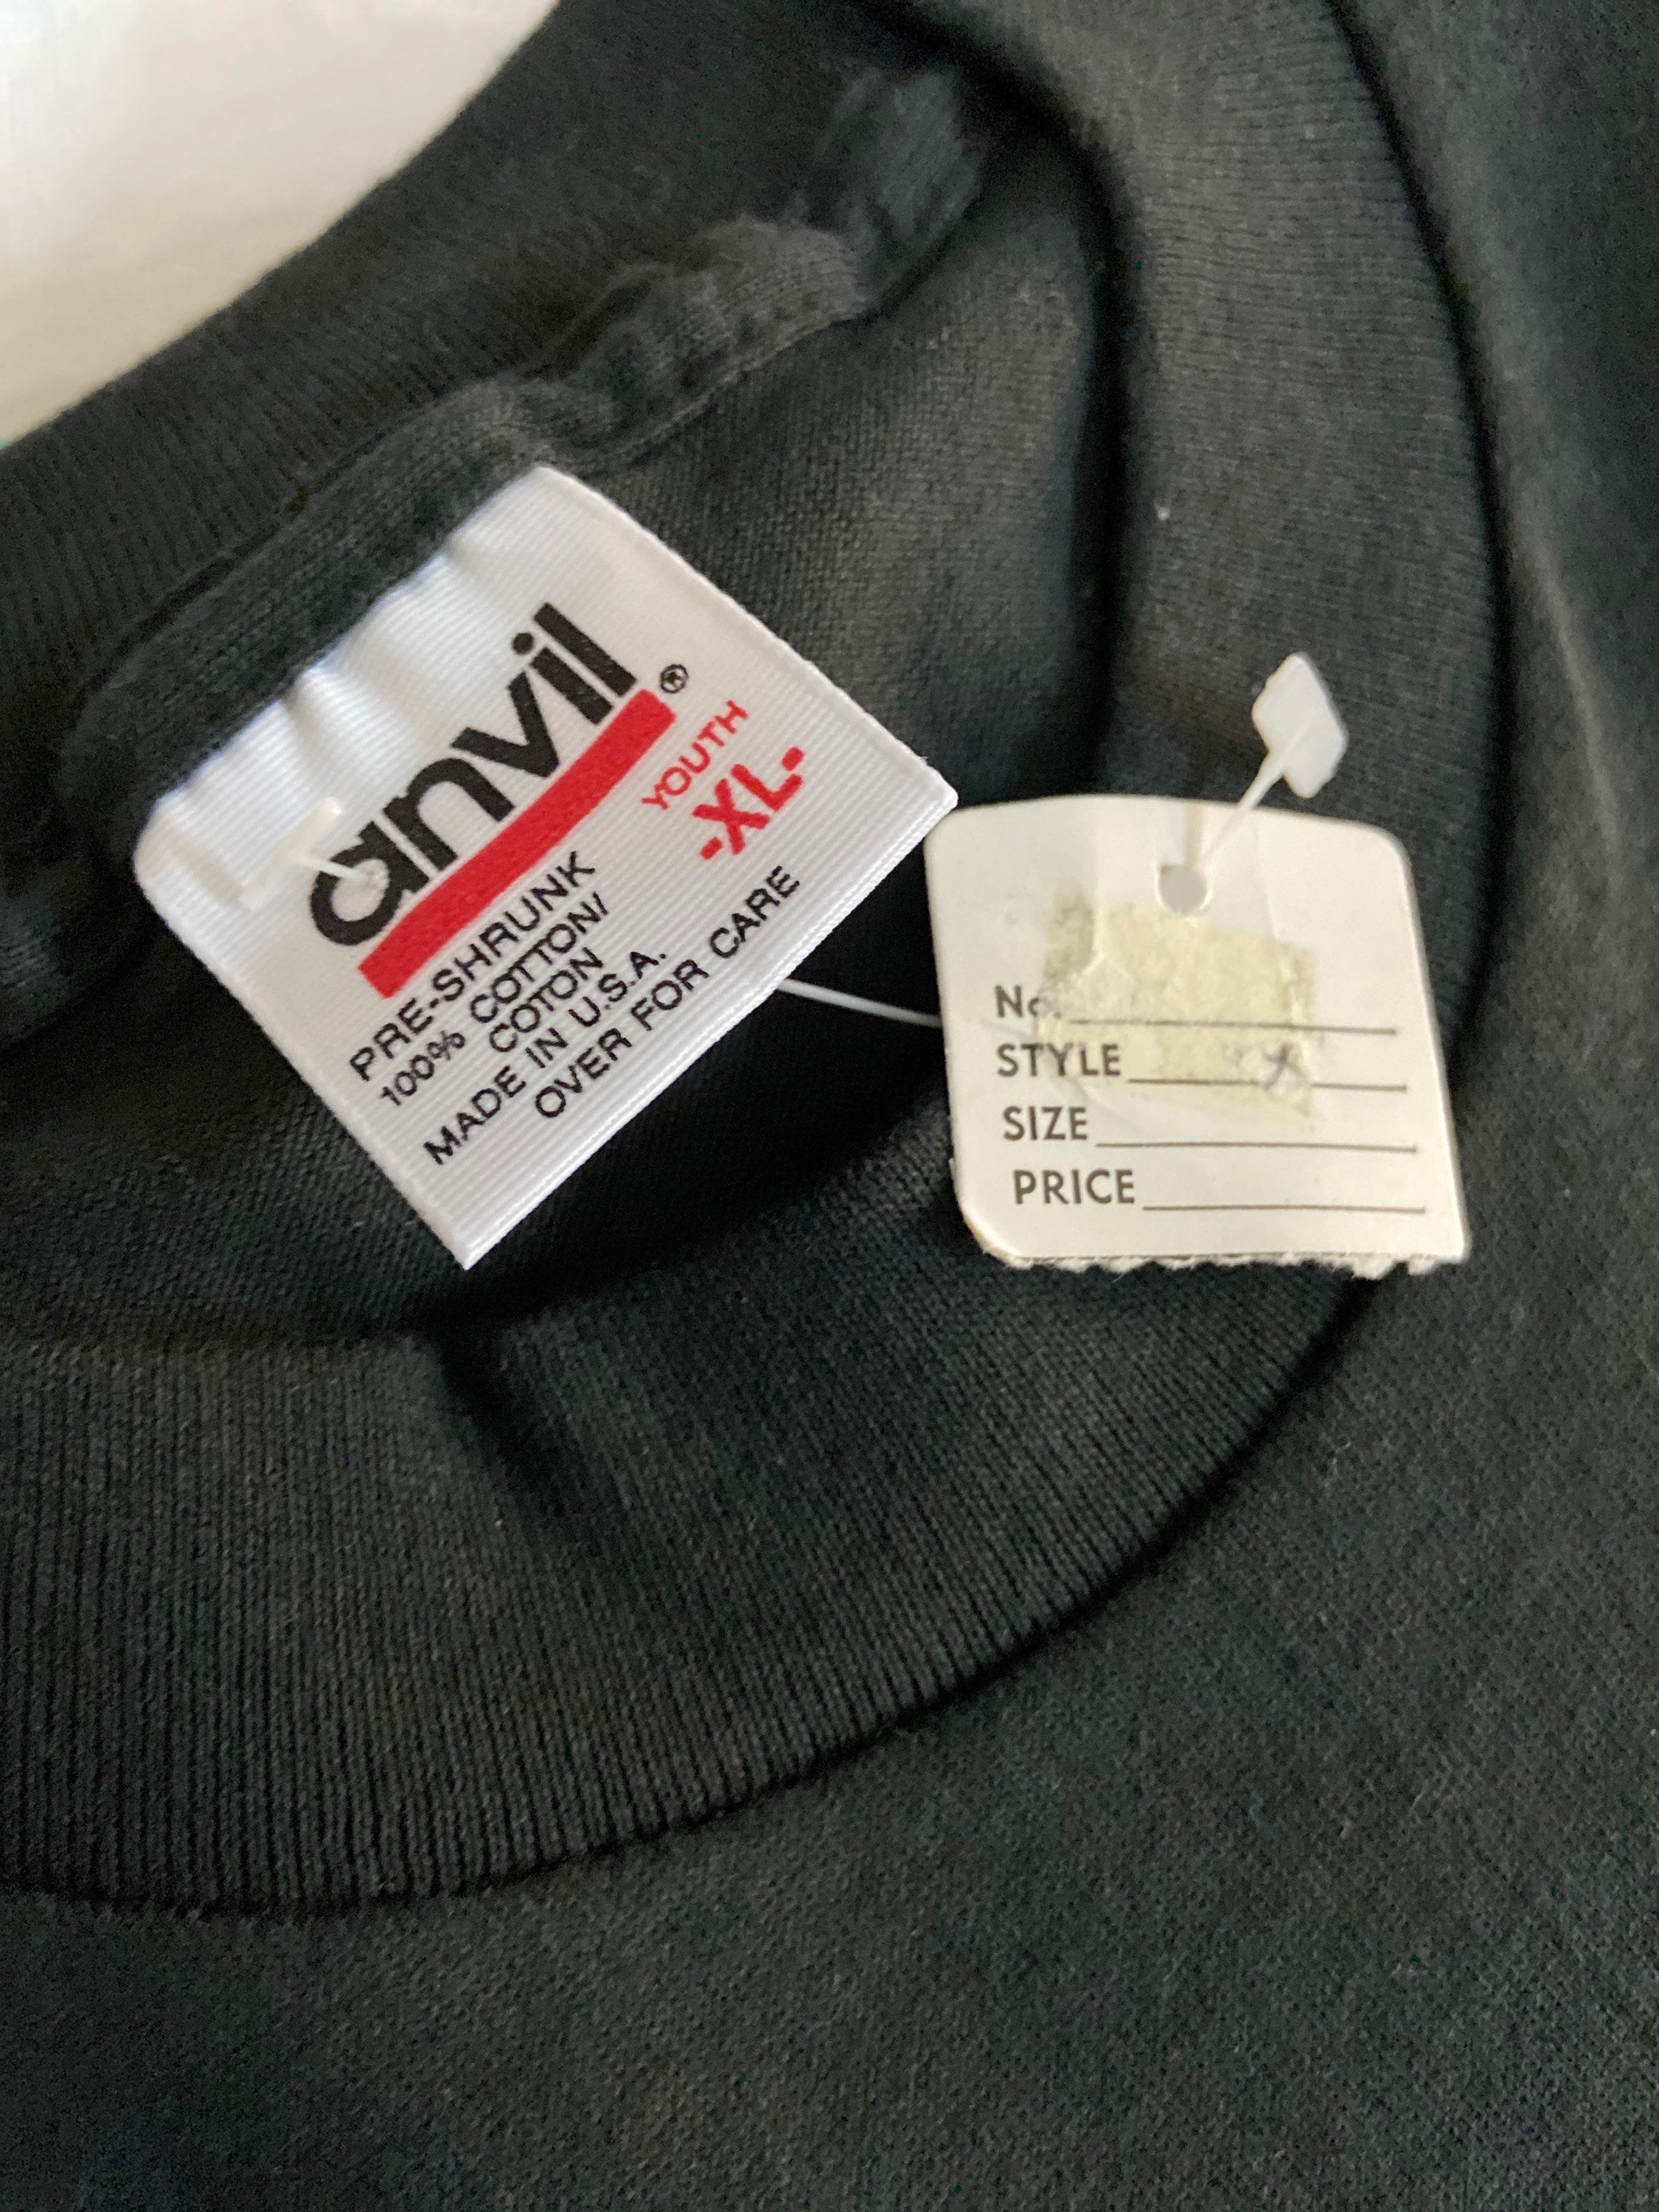 anvil®
YOUTH
-XL-
PRE-SHRUNK
100% COTTON/
COTON
MADE IN U.S.A.
OVER FOR CARE
No.
STYLE
SIZE
PRICE